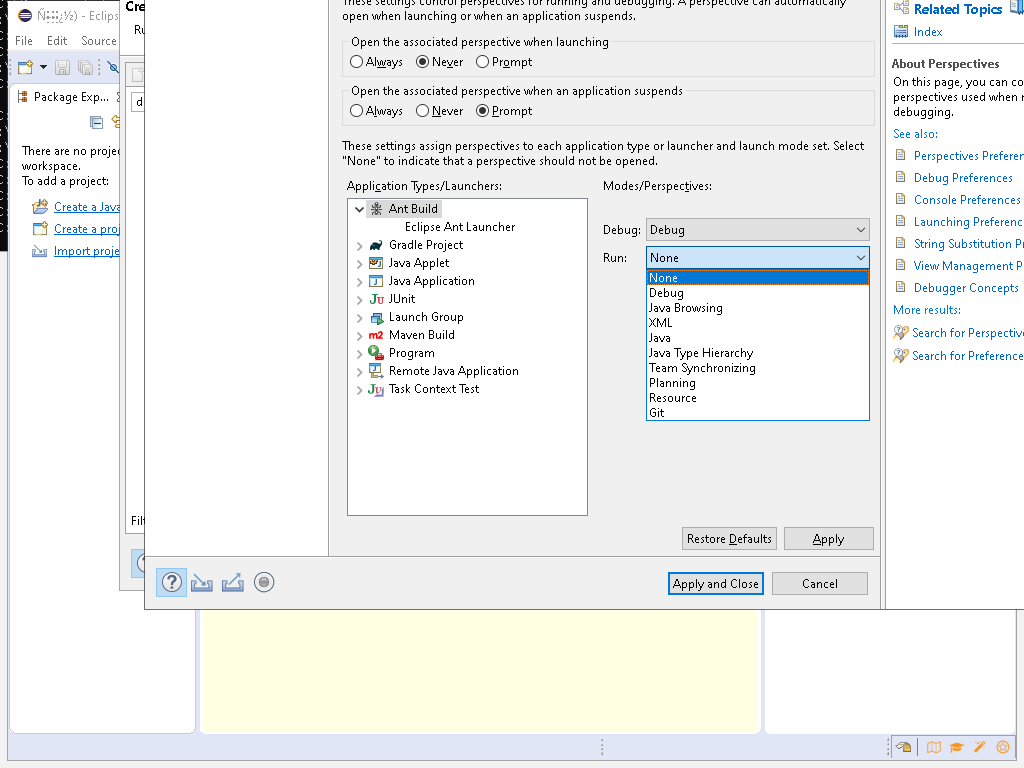 - Eclips
File Edit Source
Package Exp...
There are no proje
workspace.
To add a project:
Create a Java
Create a proj
Import proje
Cre
Ru
d
Filt
These settings control perspectives for running and debugging. A perspective can automatically
open when launching or when an application suspends.
Open the associated perspective when launching
Always Never Prompt
Open the associated perspective when an application suspends
Always Never Prompt
These settings assign perspectives to each application type or launcher and launch mode set. Select
"None" to indicate that a perspective should not be opened.
Application Types/Launchers:
Ant Build
Eclipse Ant Launcher
Gradle Project
Java Applet
Java Application
JUnit
Launch Group
Maven Build
Program
Remote Java Application
Task Context Test
Modes/Perspectives:
Debug: Debug
Run: None
None
Debug
Java Browsing
XML
Java
Java Type Hierarchy
Team Synchronizing
Planning
Resource
Git
Restore Defaults Apply
Apply and Close Cancel
Related Topics
Index
About Perspectives
On this page, you can co
perspectives used when r
debugging.
See also:
Perspectives Preferen
Debug Preferences
Console Preferences
Launching Preferenc
String Substitution Pr
View Management P
Debugger Concepts
More results:
Search for Perspective
Search for Preference